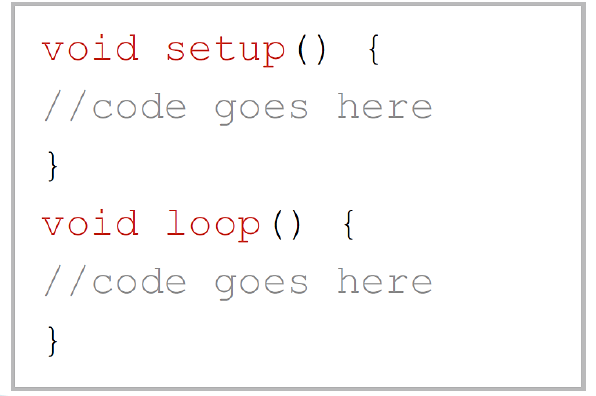 void setup() {
//code goes here
}
void loop() {
//code goes here
}